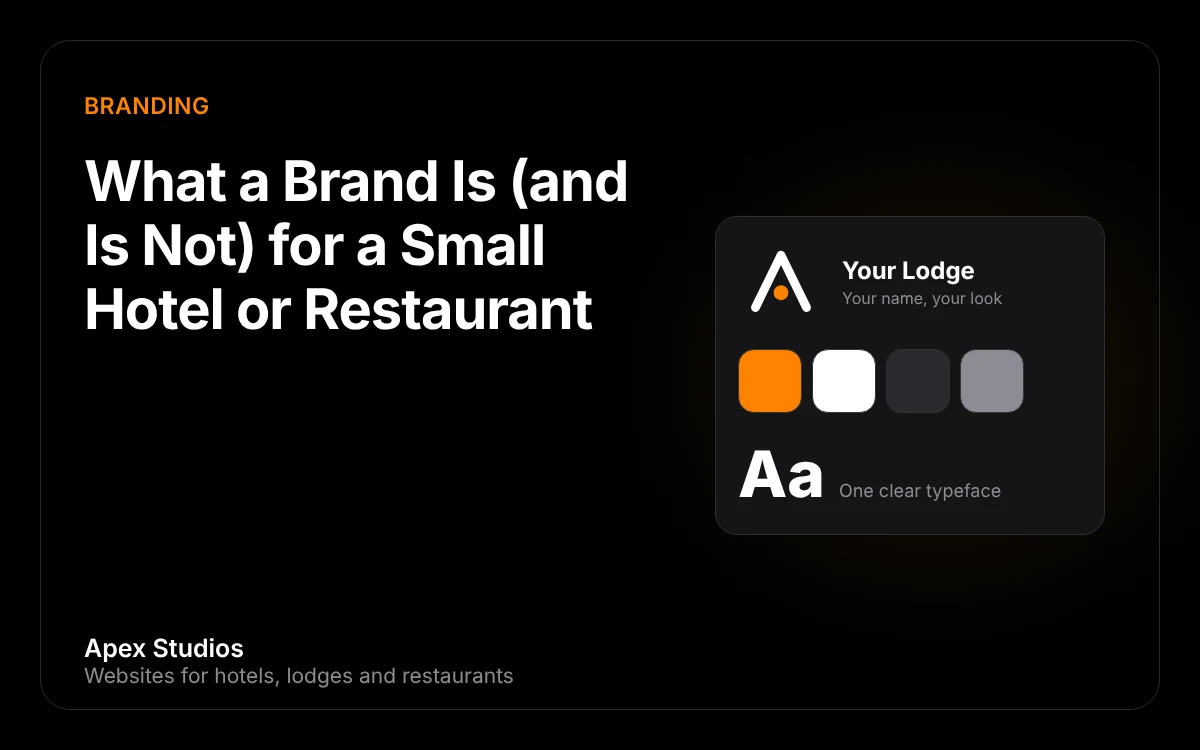 BRANDING
What a Brand Is (and
Is Not) for a Small
Hotel or Restaurant
Your Lodge
Your name, your look
Aa One clear typeface
Apex Studios
Websites for hotels, lodges and restaurants